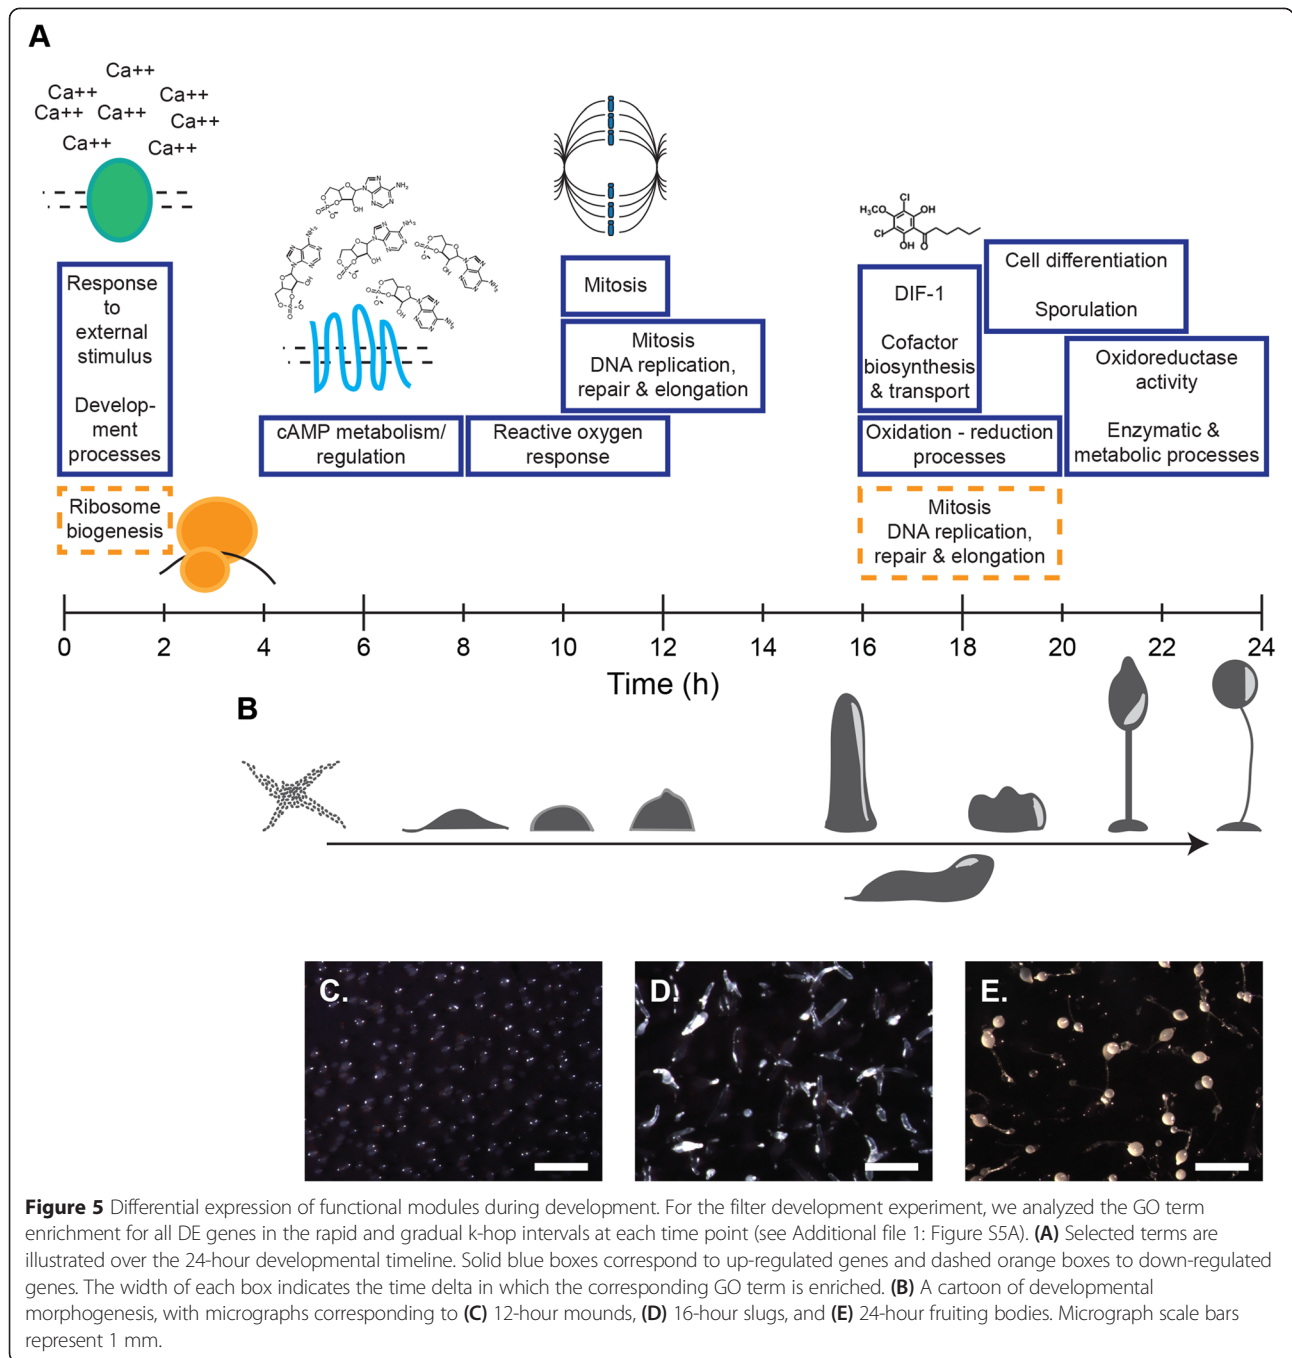 A
Ca++
Ca++
Ca++
Ca++ Ca++
Ca++
Ca++
Ca++
Response
to
external
stimulus
Develop-
ment
processes
Ribosome
biogenesis
cAMP metabolism/
regulation
Reactive oxygen
response
Mitosis
Mitosis
DNA replication,
repair & elongation
Cl
H₃CO
OH
Cl
OH
O
DIF-1
Cofactor
biosynthesis
& transport
Cell differentiation
Sporulation
Oxidoreductase
activity
Enzymatic &
metabolic processes
Oxidation - reduction
processes
Mitosis
DNA replication,
repair & elongation
0 2 4 6 8 10 12 14 16 18 20 22 24
Time (h)
B
C.
D.
E.
Figure 5 Differential expression of functional modules during development. For the filter development experiment, we analyzed the GO term
enrichment for all DE genes in the rapid and gradual k-hop intervals at each time point (see Additional file 1: Figure S5A). (A) Selected terms are
illustrated over the 24-hour developmental timeline. Solid blue boxes correspond to up-regulated genes and dashed orange boxes to down-regulated
genes. The width of each box indicates the time delta in which the corresponding GO term is enriched. (B) A cartoon of developmental
morphogenesis, with micrographs corresponding to (C) 12-hour mounds, (D) 16-hour slugs, and (E) 24-hour fruiting bodies. Micrograph scale bars
represent 1 mm.